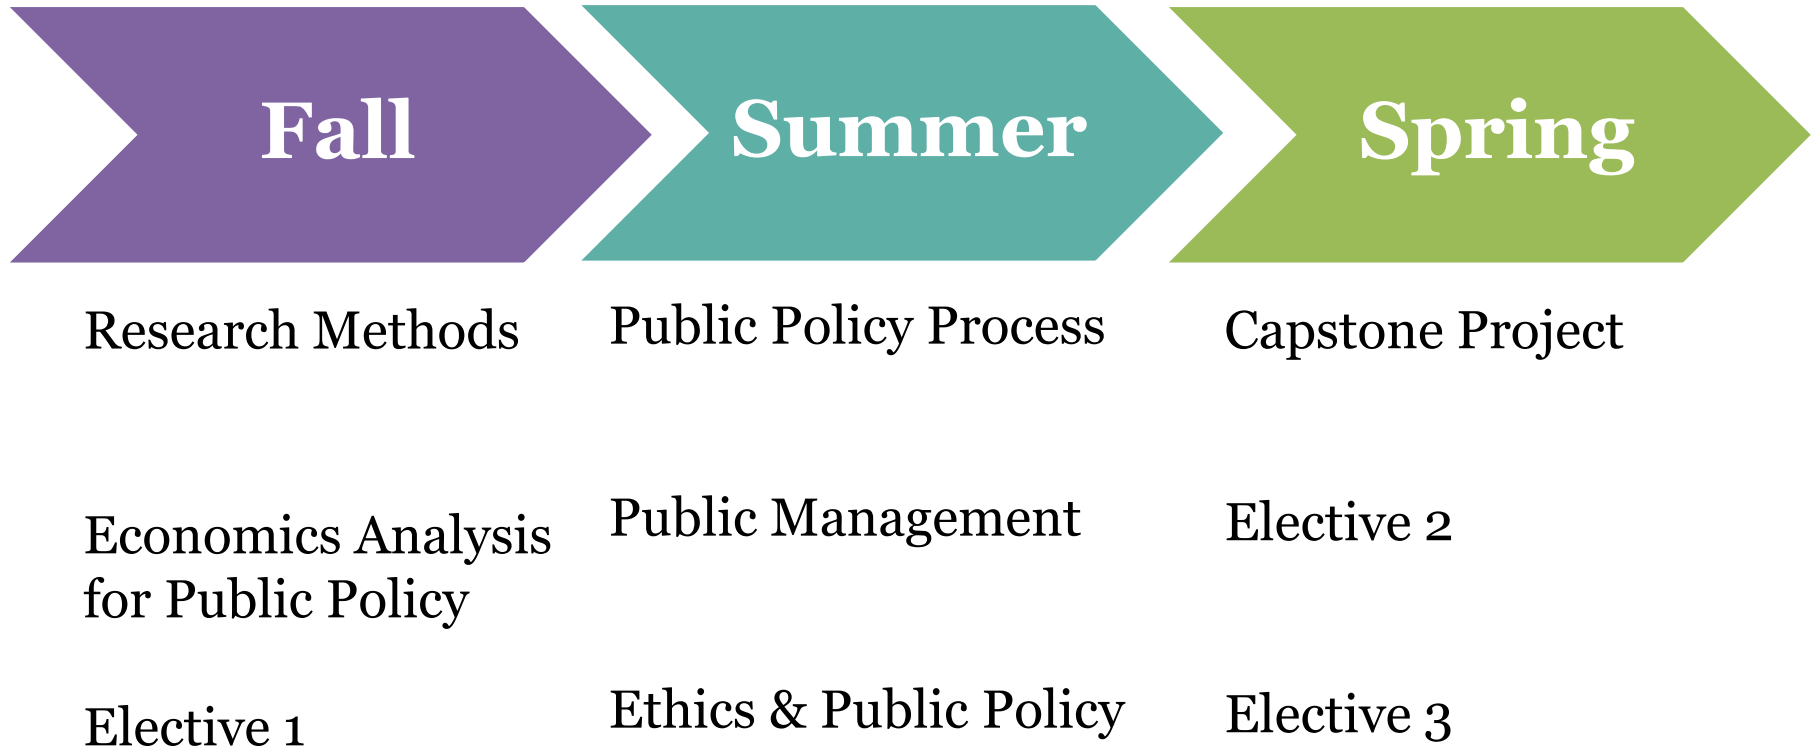 Fall
Summer
Spring
Research Methods
Public Policy Process
Capstone Project
Economics Analysis
for Public Policy
Public Management
Elective 2
Elective 1
Ethics & Public Policy
Elective 3